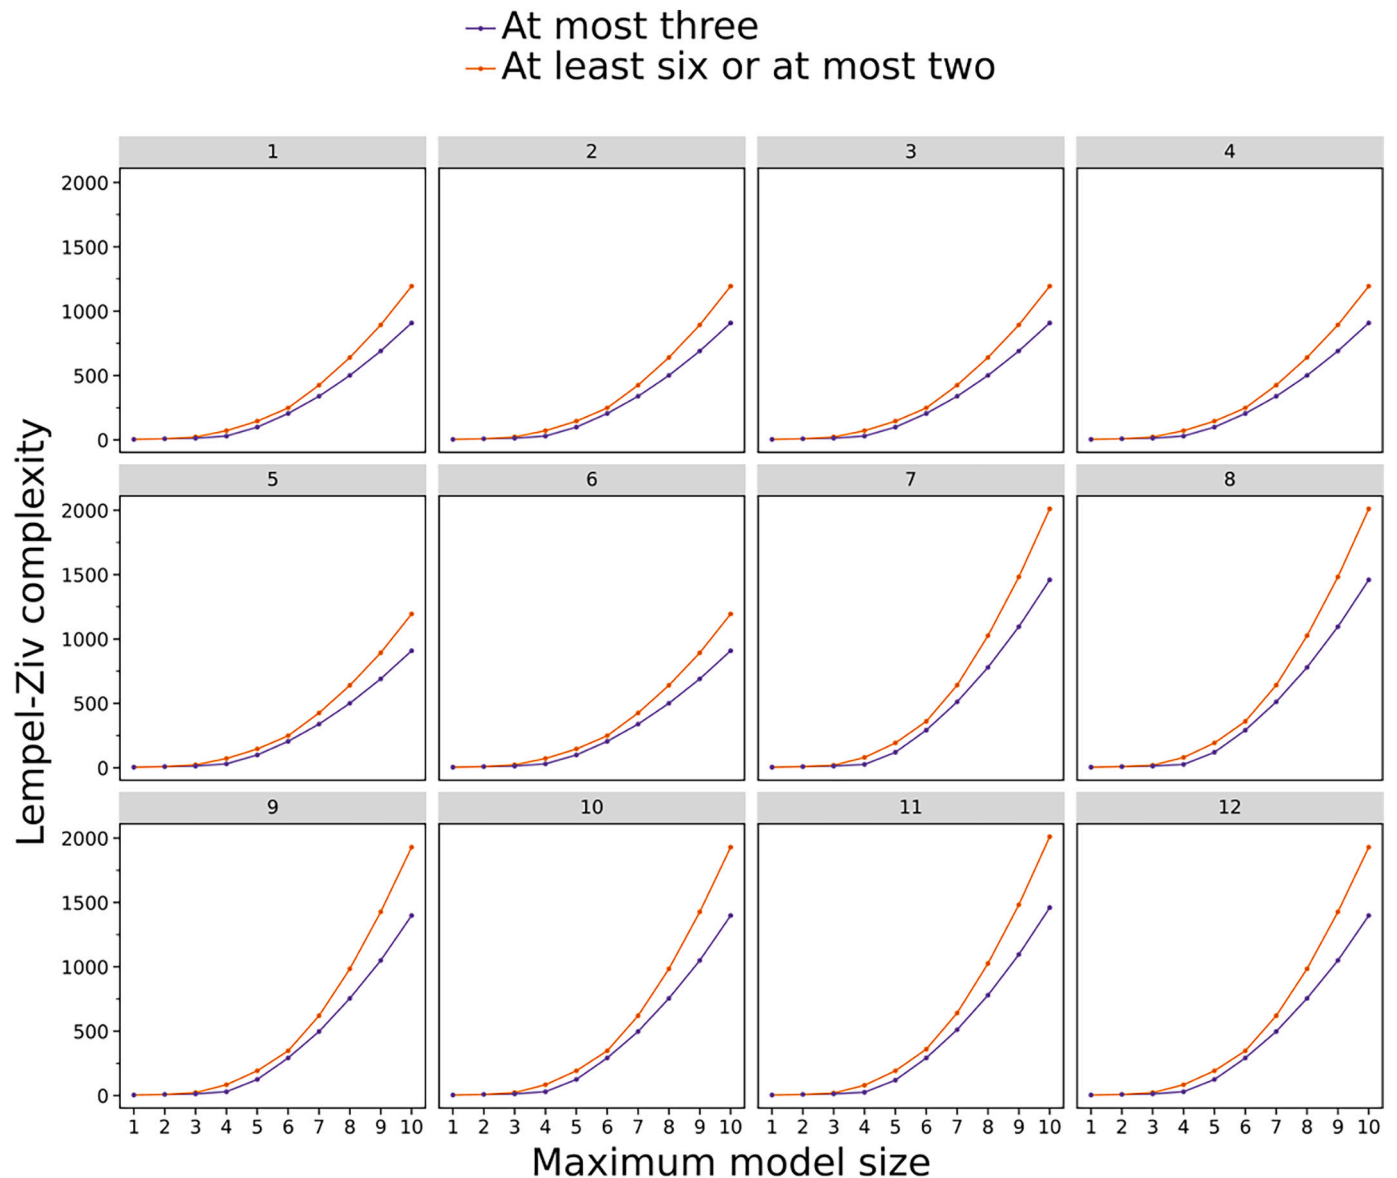 At most three
At least six or at most two
1 2 3 4
2000
1500
1000
500
0
5 6 7 8
2000
1500
1000
500
0
9 10 11 12
2000
1500
1000
500
0
1 2 3 4 5 6 7 8 9 10 1 2 3 4 5 6 7 8 9 10 1 2 3 4 5 6 7 8 9 10 1 2 3 4 5 6 7 8 9 10
Lempel-Ziv complexity
Maximum model size